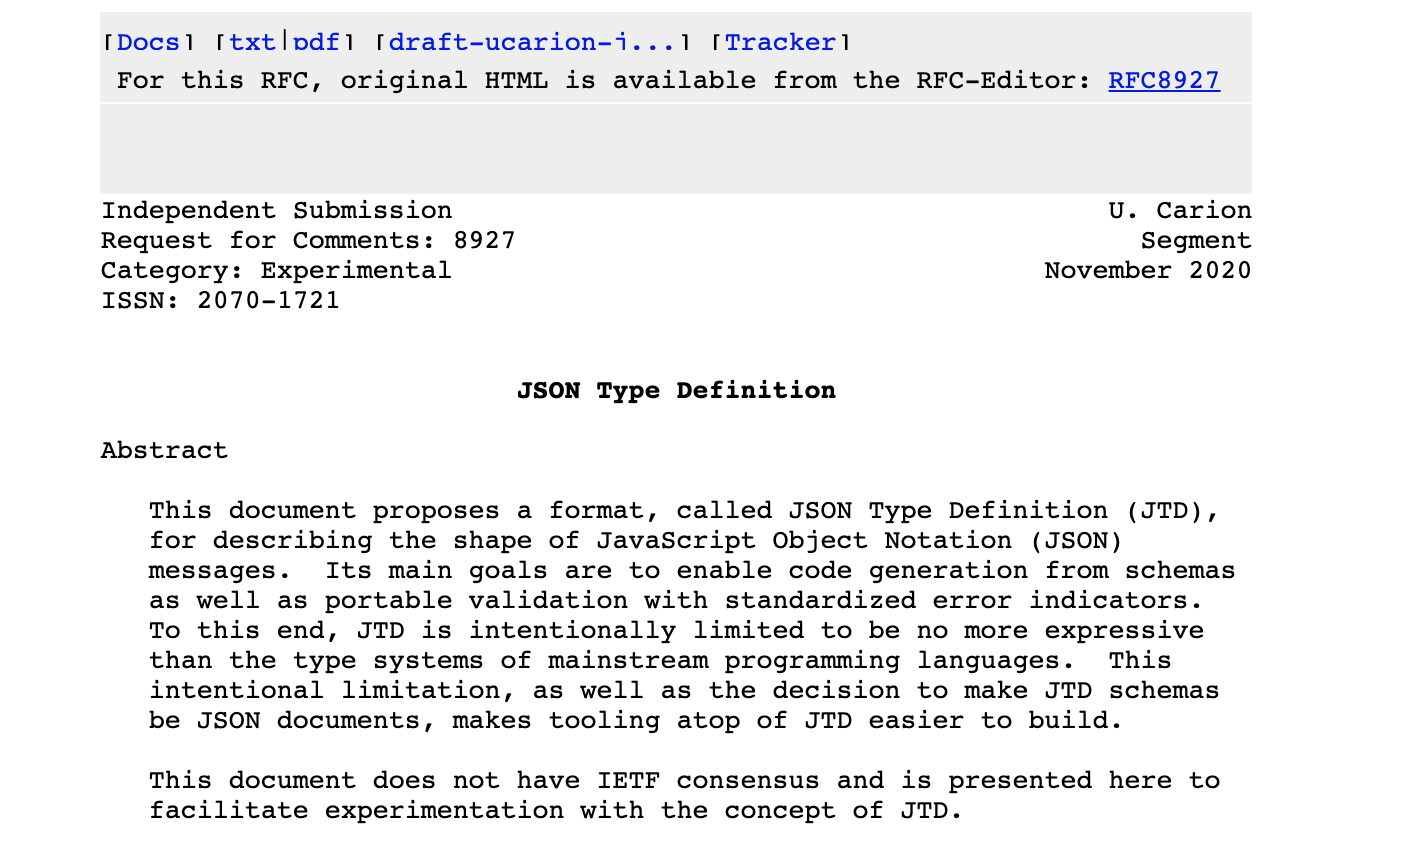 [Docs] [txt|pdf] [draft-ucarion-j...] [Tracker]
For this RFC, original HTML is available from the RFC-Editor: RFC8927
Independent Submission U. Carion
Request for Comments: 8927 Segment
Category: Experimental November 2020
ISSN: 2070-1721
JSON Type Definition
Abstract
This document proposes a format, called JSON Type Definition (JTD),
for describing the shape of JavaScript Object Notation (JSON)
messages.  Its main goals are to enable code generation from schemas
as well as portable validation with standardized error indicators.
To this end, JTD is intentionally limited to be no more expressive
than the type systems of mainstream programming languages.  This
intentional limitation, as well as the decision to make JTD schemas
be JSON documents, makes tooling atop of JTD easier to build.
This document does not have IETF consensus and is presented here to
facilitate experimentation with the concept of JTD.